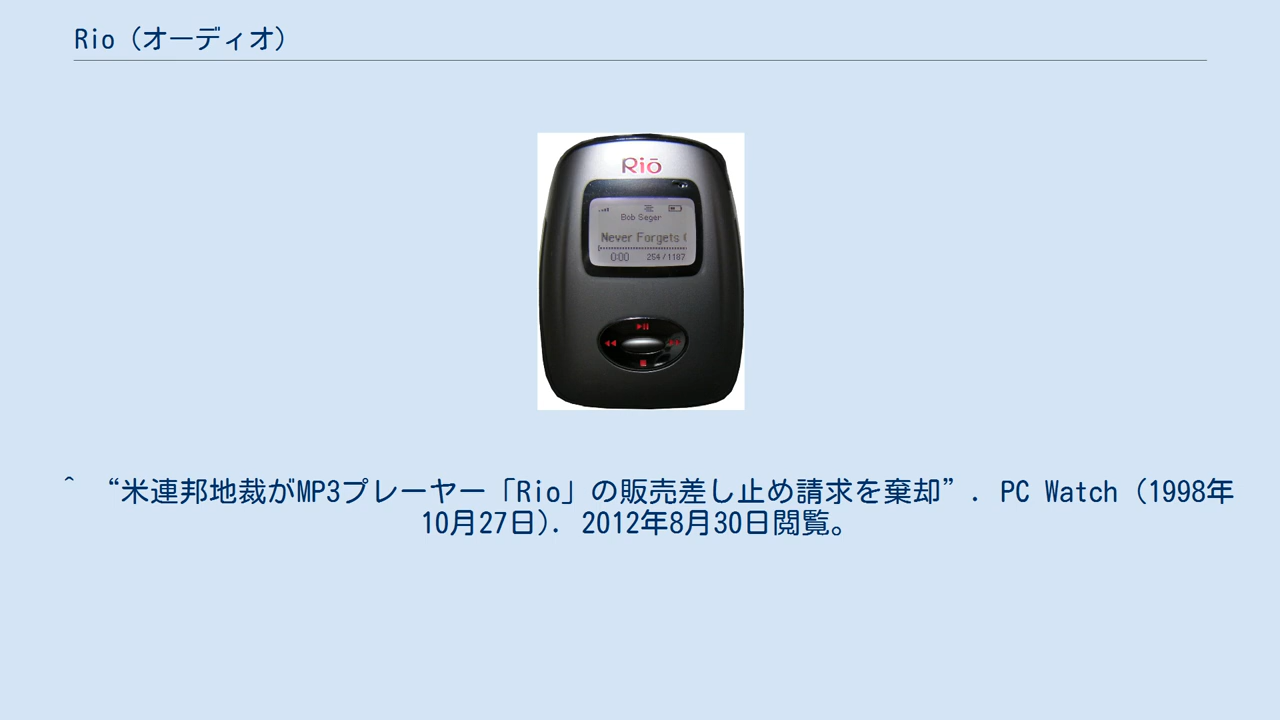 Rio (オーディオ)
Riō
Bob Seger
Never Forgets (
0:00 254/1187
^ “米連邦地裁がMP3プレーヤー「Rio」の販売差し止め請求を棄却”. PC Watch (1998年
10月27日). 2012年8月30日閲覧。